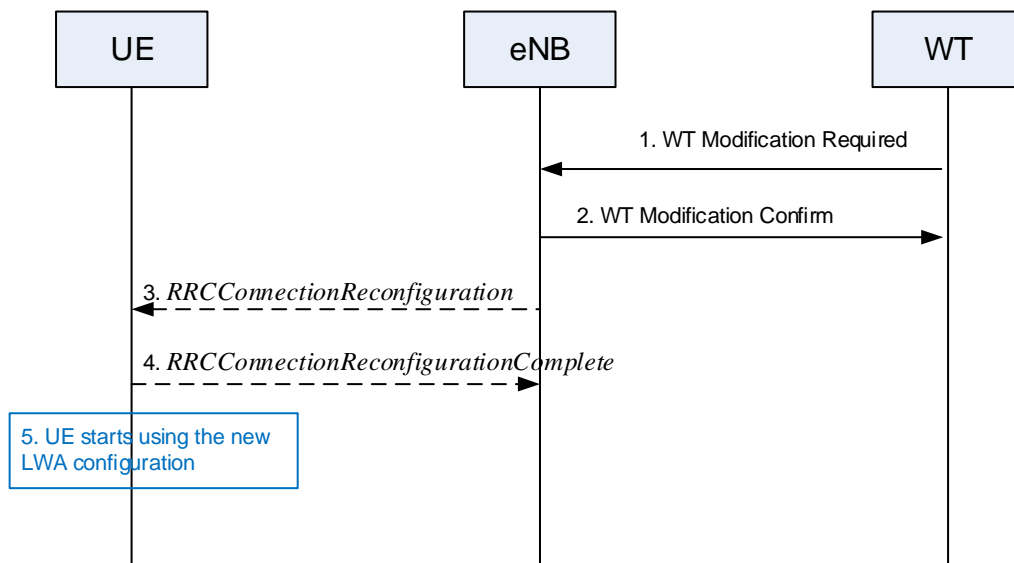 UE
eNB
WT
1. WT Modification Required
2. WT Modification Confirm
3. RRCConnectionReconfiguration
4. RRCConnectionReconfigurationComplete
5. UE starts using the new
LWA configuration